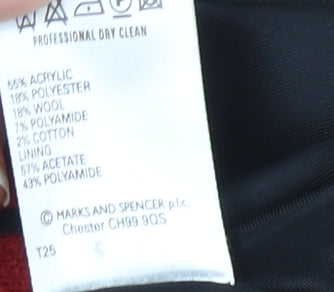 PROFESSIONAL DRY CLEAN
55% ACRYLIC
18% POLYESTER
18% WOOL
7% POLYAMIDE
2% COTTON
LINING
57% ACETATE
43% POLYAMIDE
© MARKS AND SPENCER p.l.c.
Chester CH99 9QS
T25